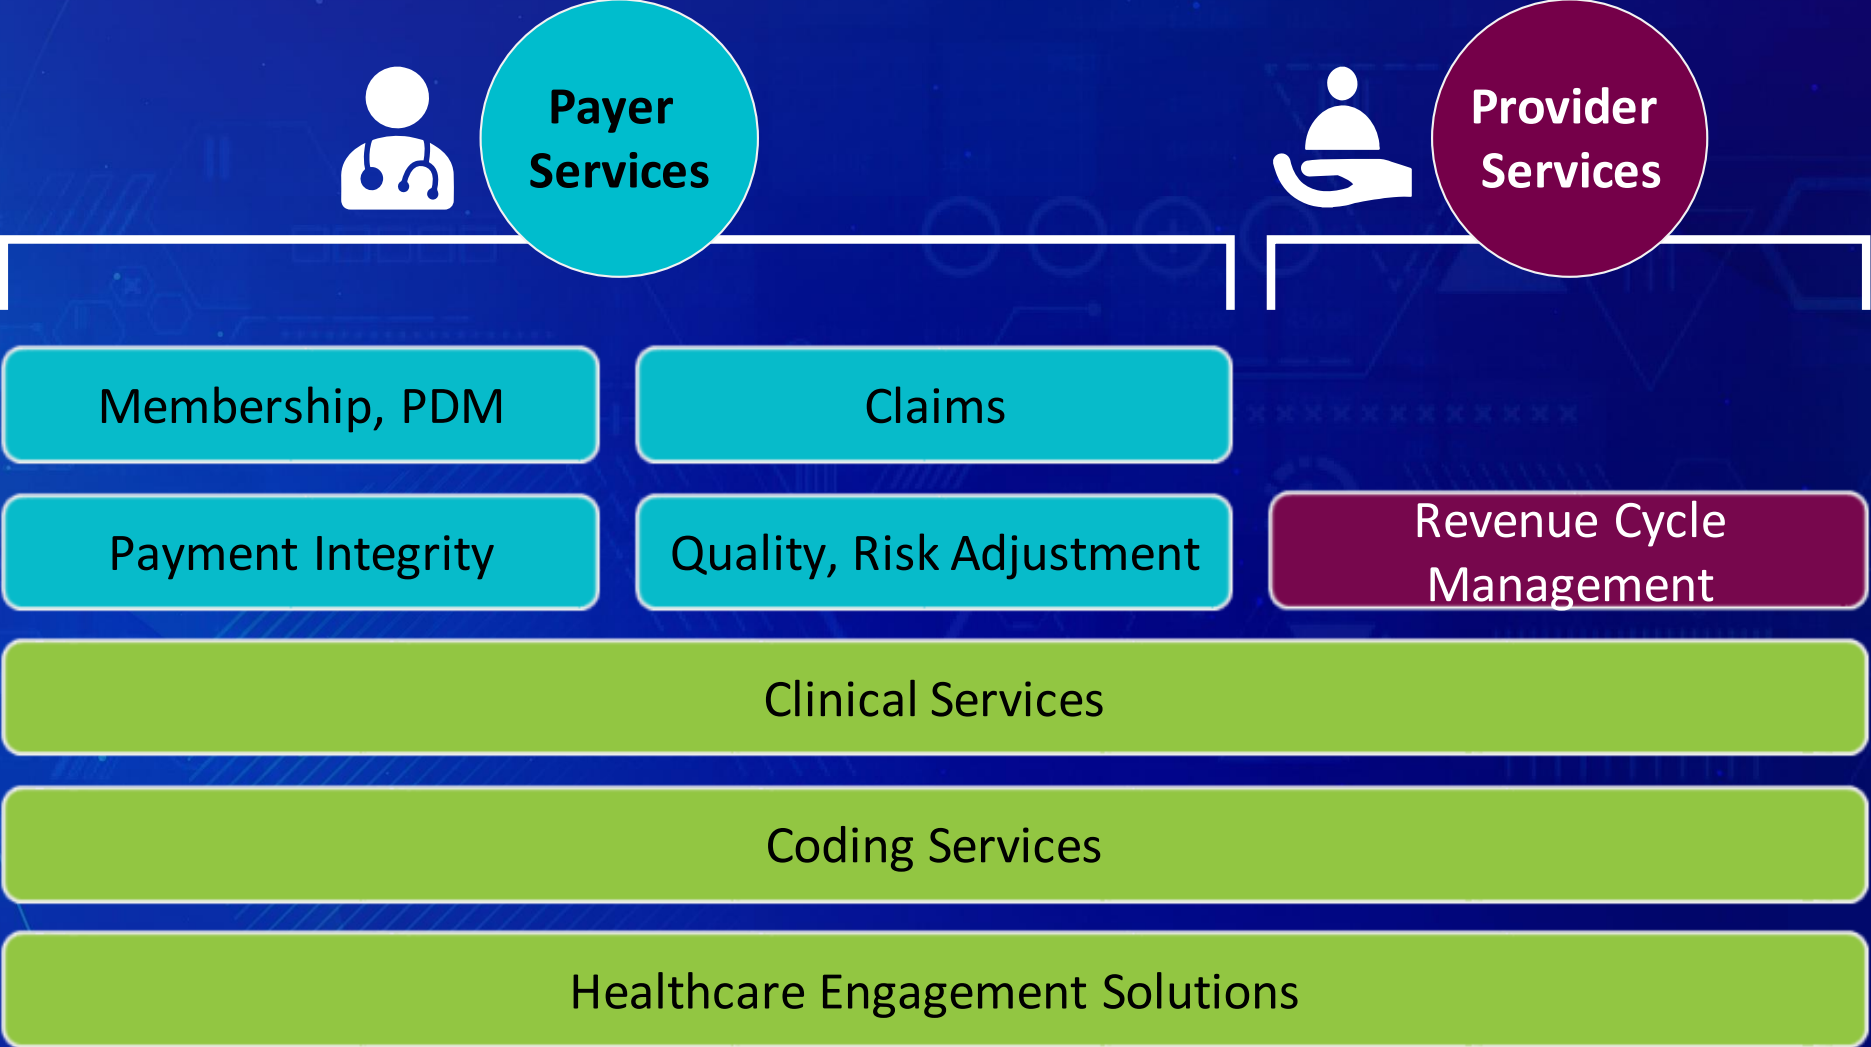 Payer
Services
Provider
Services
Membership, PDM
Claims
Payment Integrity
Quality, Risk Adjustment
Revenue Cycle
Management
Clinical Services
Coding Services
Healthcare Engagement Solutions